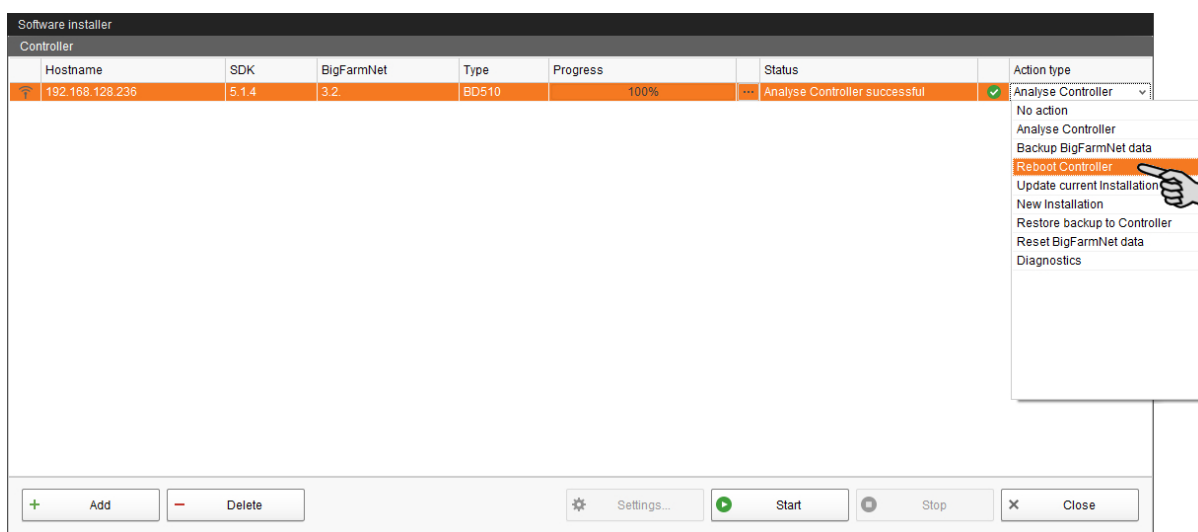 Software installer
Controller
Hostname SDK BigFarmNet Type Progress Status Action type
192.168.128.236 5.1.4 3.2. BD510 100% ... Analyse Controller successful Analyse Controller
No action
Analyse Controller
Backup BigFarmNet data
Reboot Controller
Update current Installation
New Installation
Restore backup to Controller
Reset BigFarmNet data
Diagnostics
Add Delete Settings... Start Stop Close